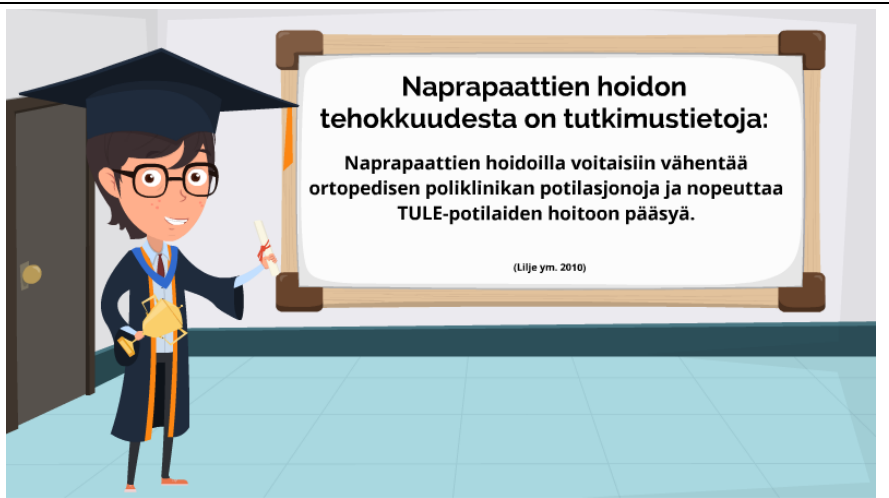 Naprapaattien hoidon
tehokkuudesta on tutkimustietoja:
Naprapaattien hoidoilla voitaisiin vähentää
ortopedisen poliklinikan potilasjonoja ja nopeuttaa
TULE-potilaiden hoitoon pääsyä.
(Lilje ym. 2010)